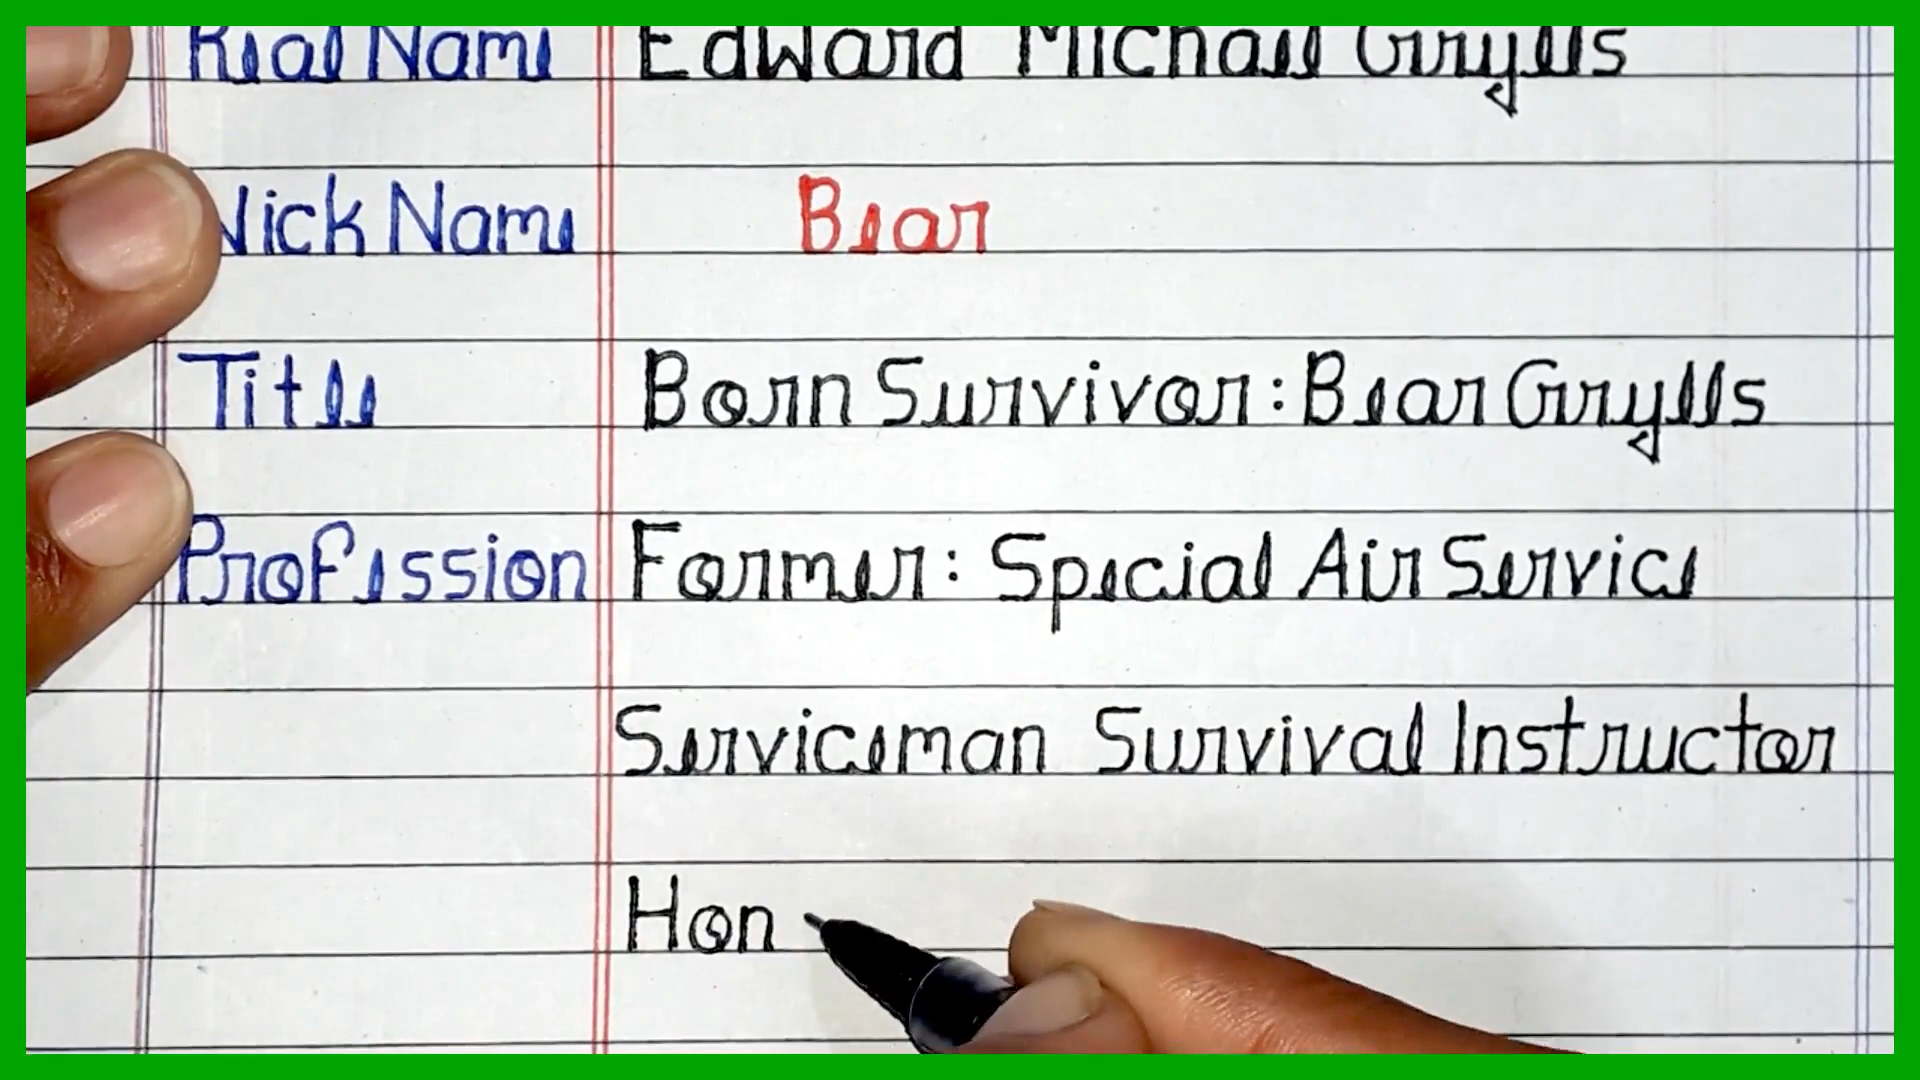 Real Name Edward Michael Grylls
Nick Name Bear
Title Born Survivor: Bear Grylls
Profession Former: Special Air Service
Serviceman Survival Instructor
Hon